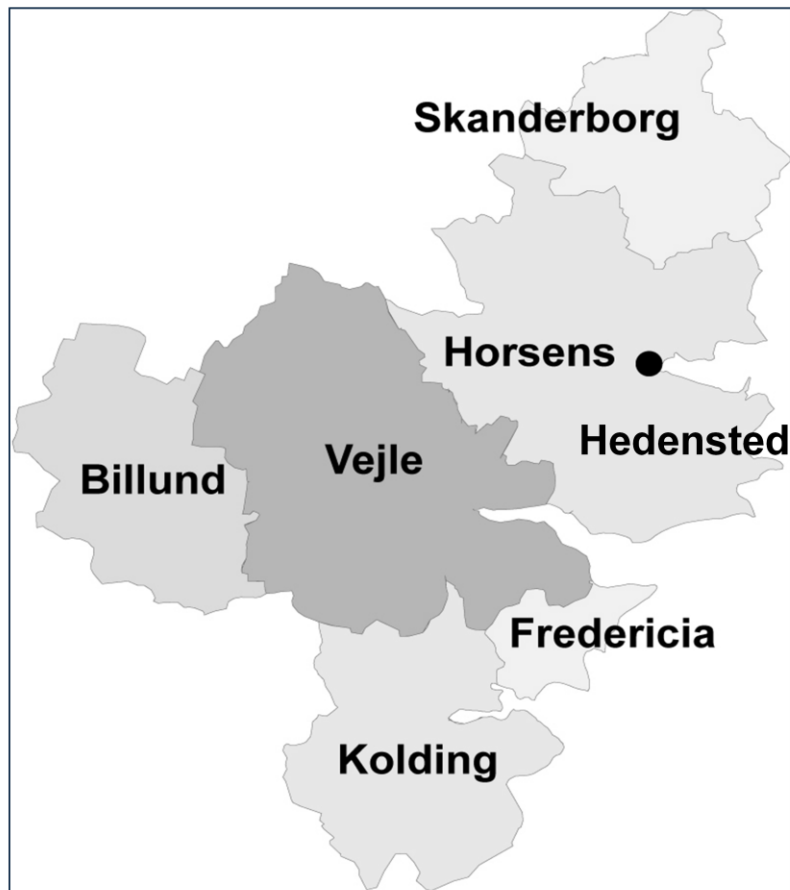 Skanderborg
Horsens
Hedensted
Vejle
Billund
Fredericia
Kolding